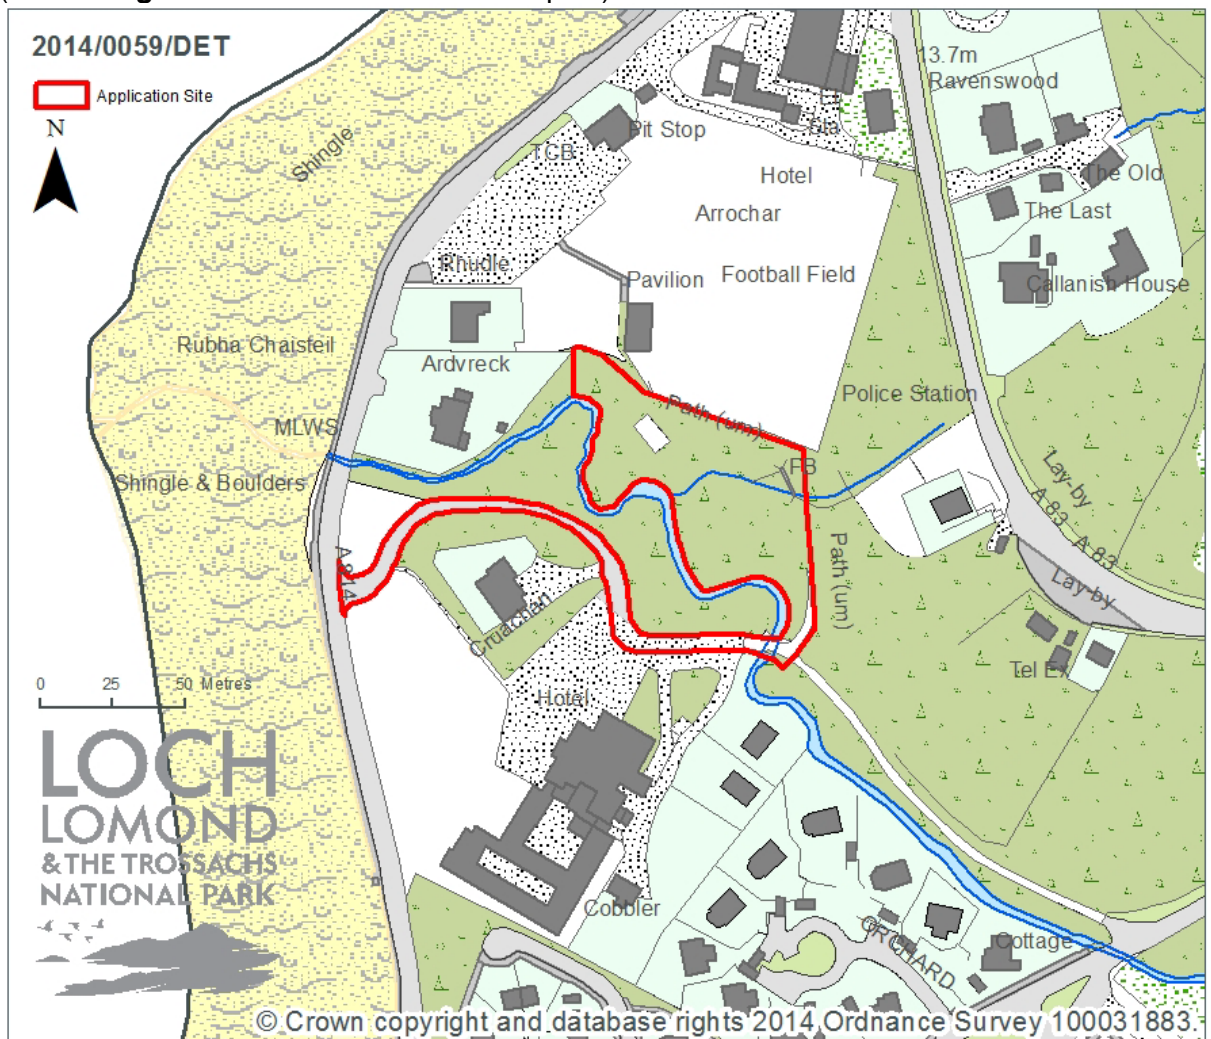 2014/0059/DET
Application Site
N
13.7m
Ravenswood
Pit Stop
Sta
TCB
Shingle
Hotel
The Old
Arrochar
The Last
Rhudle
Pavilion
Football Field
Callanish House
Rubha Chaisteil
Ardvreck
Path (um)
Police Station
MLWS
FB
Shingle & Boulders
Lay-by
A 83
A 83
Lay-by
A 814
Path (um)
Cruachan
Tel Ex
0 25 50 Metres
Hotel
LOCH
LOMOND
& THE TROSSACHS
NATIONAL PARK
Cobbler
ORCHARD
Cottage
© Crown copyright and database rights 2014 Ordnance Survey 100031883.